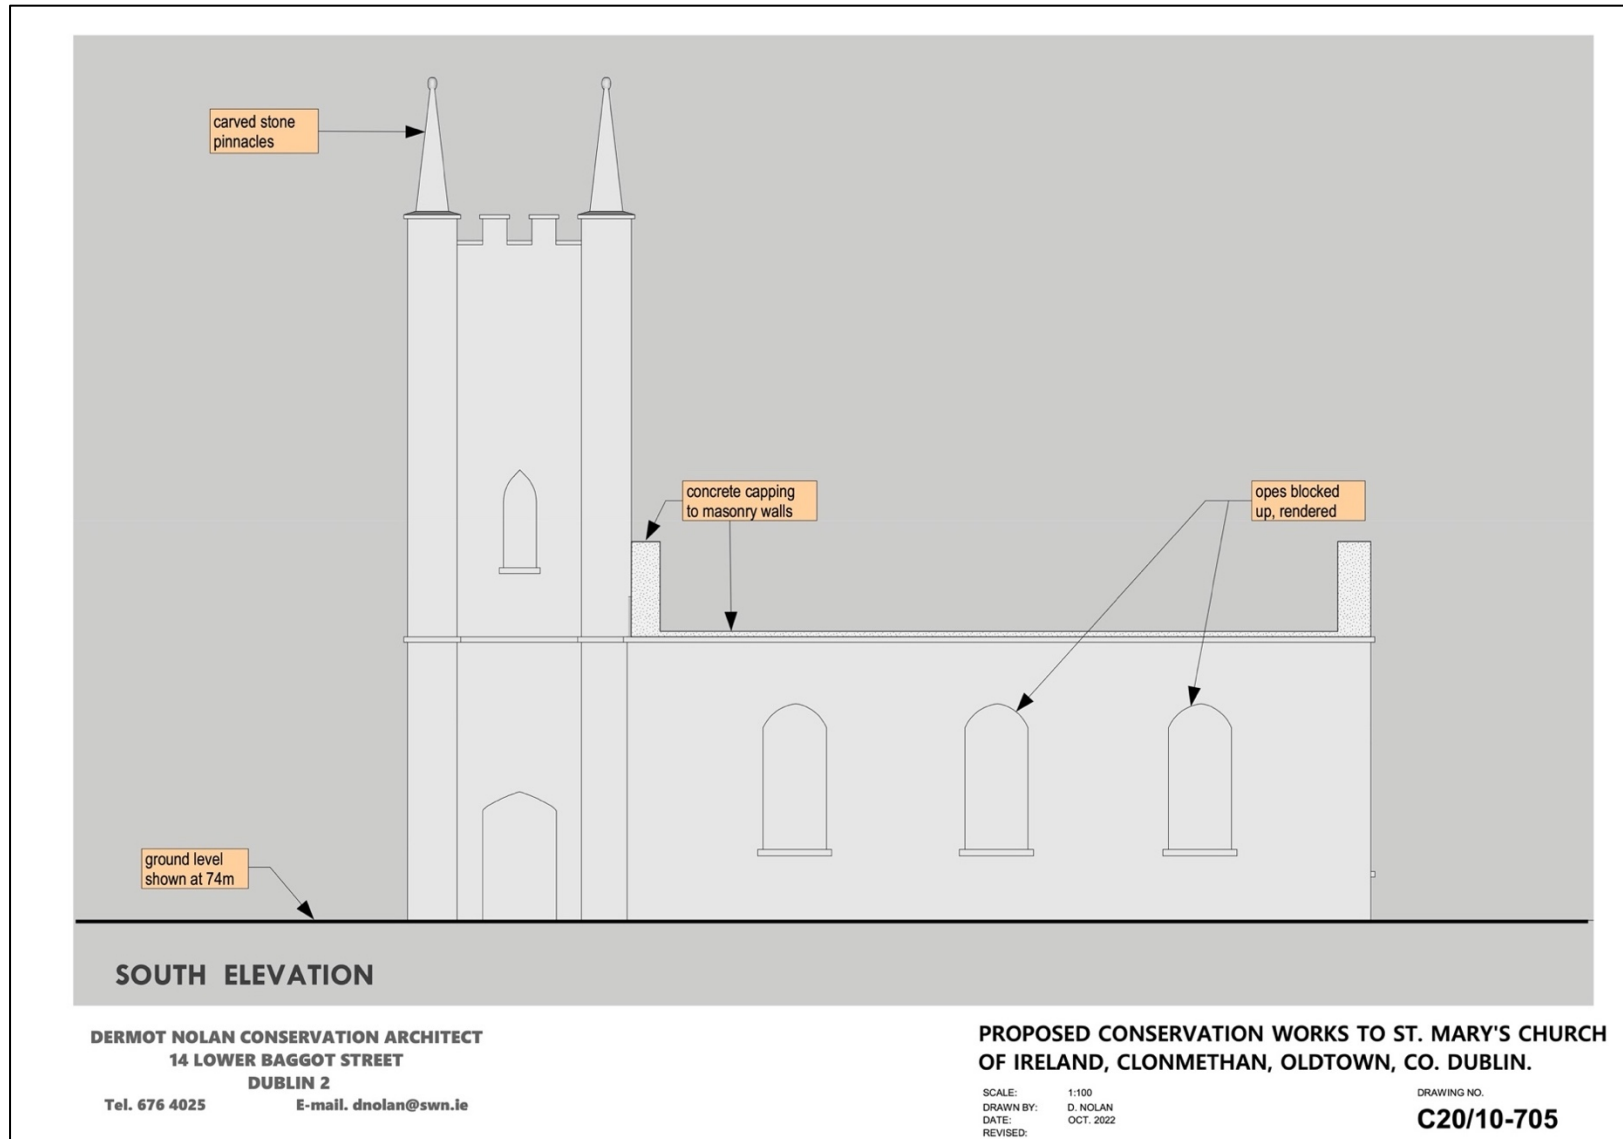 carved stone
pinnacles
concrete capping
to masonry walls
opes blocked
up, rendered
ground level
shown at 74m
SOUTH ELEVATION
DERMOT NOLAN CONSERVATION ARCHITECT
14 LOWER BAGGOT STREET
DUBLIN 2
Tel. 676 4025 E-mail. dnolan@swn.ie
PROPOSED CONSERVATION WORKS TO ST. MARY'S CHURCH
OF IRELAND, CLONMETHAN, OLDTOWN, CO. DUBLIN.
SCALE: 1:100
DRAWN BY: D. NOLAN
DATE: OCT. 2022
REVISED:
DRAWING NO.
C20/10-705